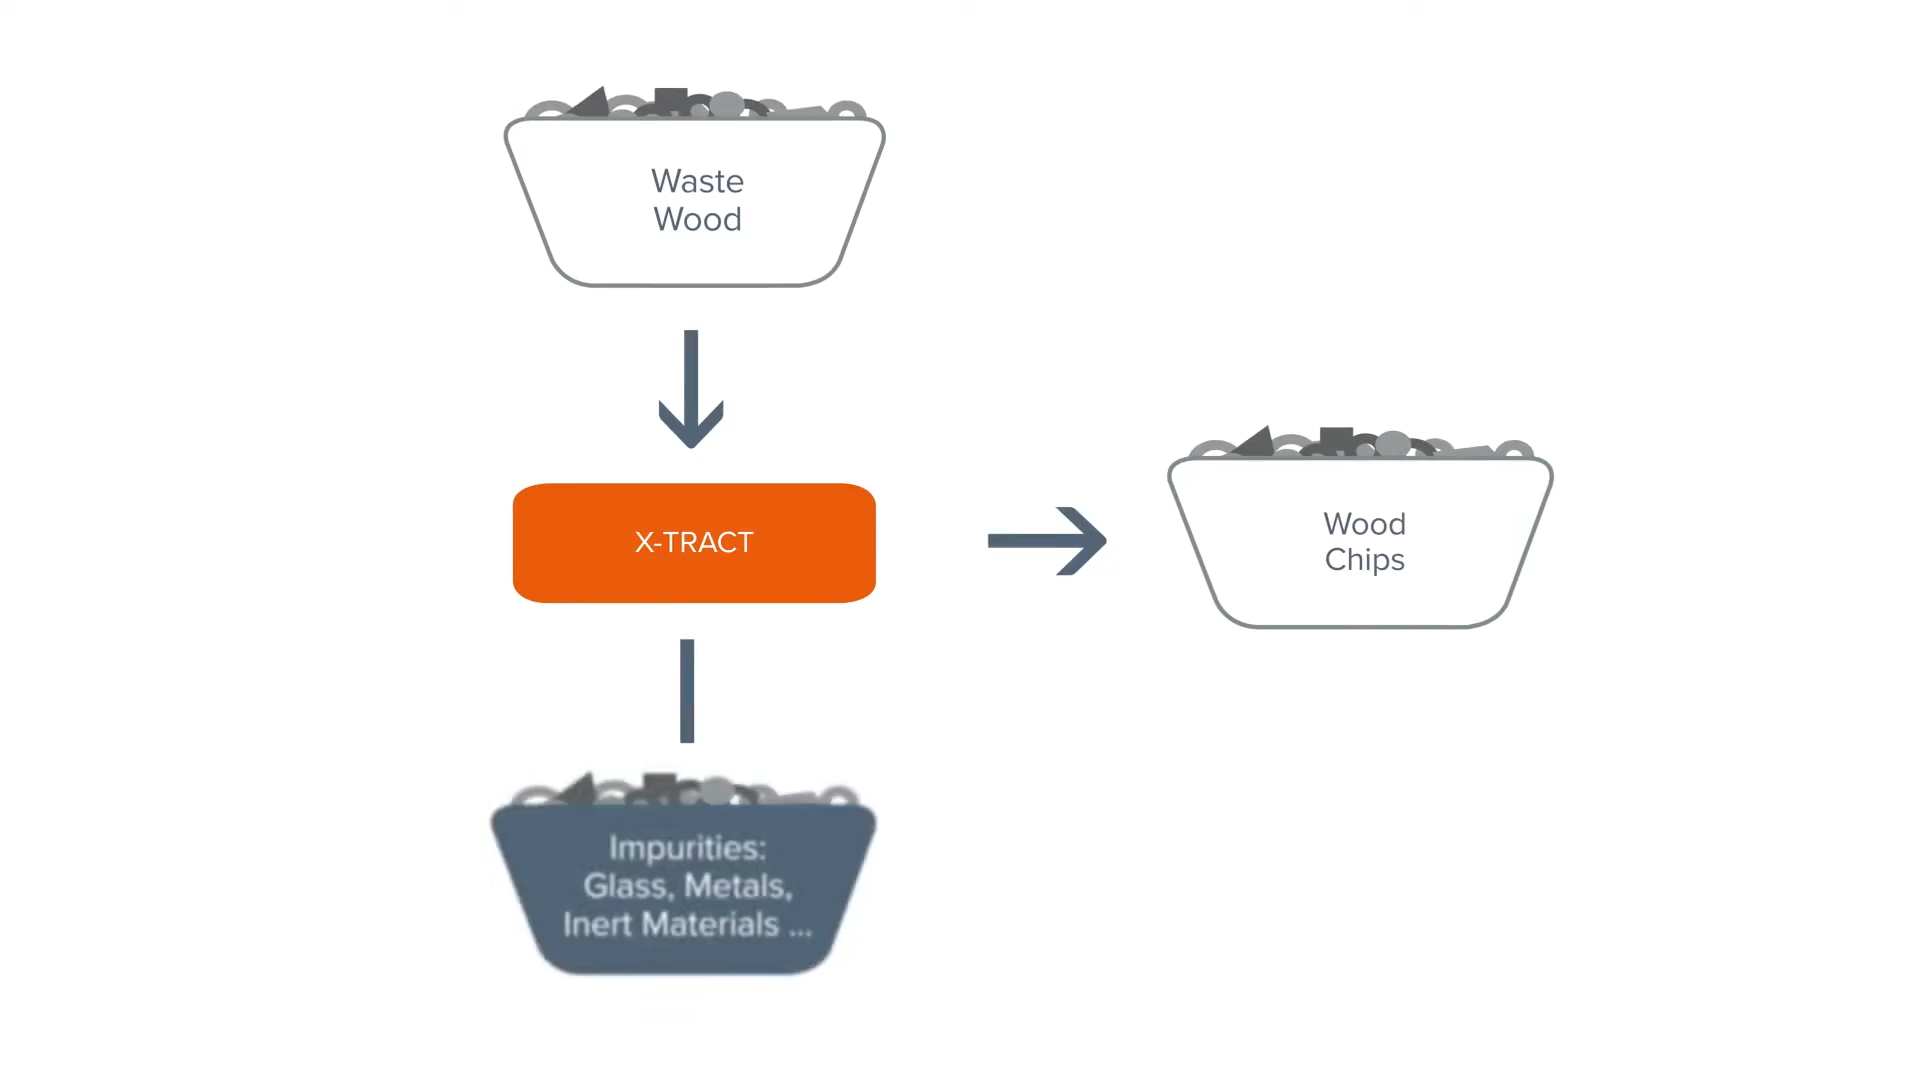 Waste
Wood
X-TRACT
Wood
Chips
Impurities:
Glass, Metals,
Inert Materials ...